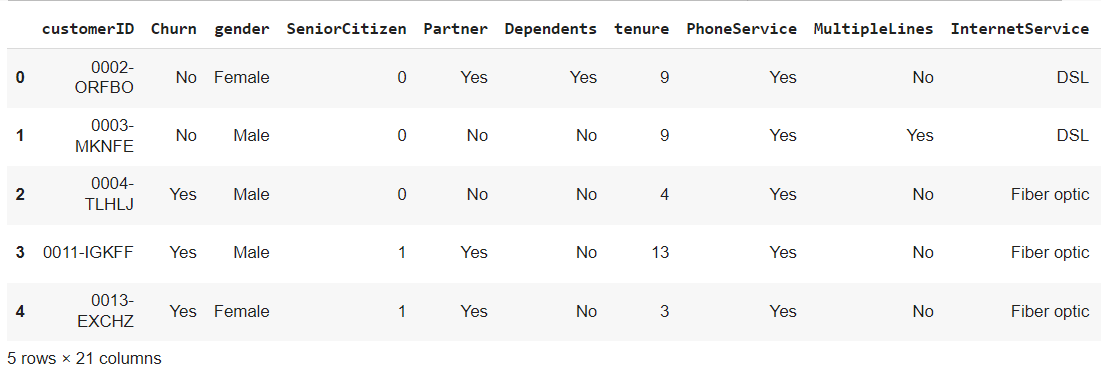 customerID Churn gender SeniorCitizen Partner Dependents tenure PhoneService MultipleLines InternetService
0 0002-ORFBO No Female 0 Yes Yes 9 Yes No DSL
1 0003-MKNFE No Male 0 No No 9 Yes Yes DSL
2 0004-TLHLJ Yes Male 0 No No 4 Yes No Fiber optic
3 0011-IGKFF Yes Male 1 Yes No 13 Yes No Fiber optic
4 0013-EXCHZ Yes Female 1 Yes No 3 Yes No Fiber optic
5 rows × 21 columns